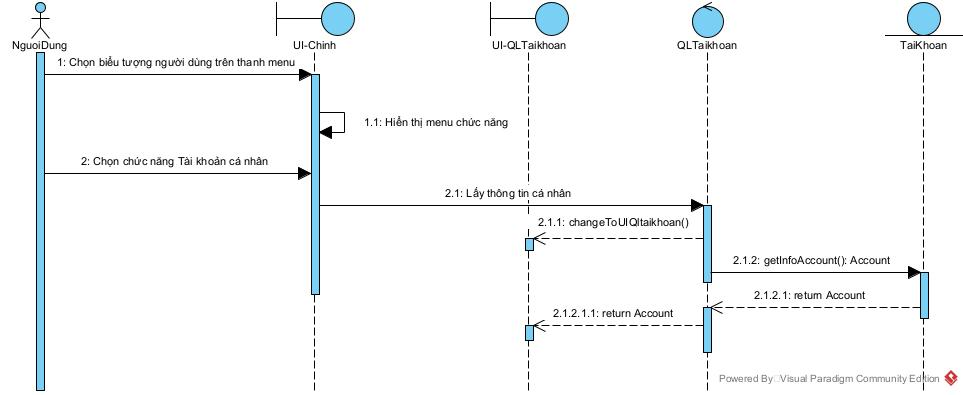 NguoiDung
UI-Chinh
UI-QLTaikhoan
QLTaikhoan
TaiKhoan
1: Chọn biểu tượng người dùng trên thanh menu
1.1: Hiển thị menu chức năng
2: Chọn chức năng Tài khoản cá nhân
2.1: Lấy thông tin cá nhân
2.1.1: changeToUIQltaikhoan()
2.1.2: getInfoAccount(): Account
2.1.2.1: return Account
2.1.2.1.1: return Account
Powered By Visual Paradigm Community Edition